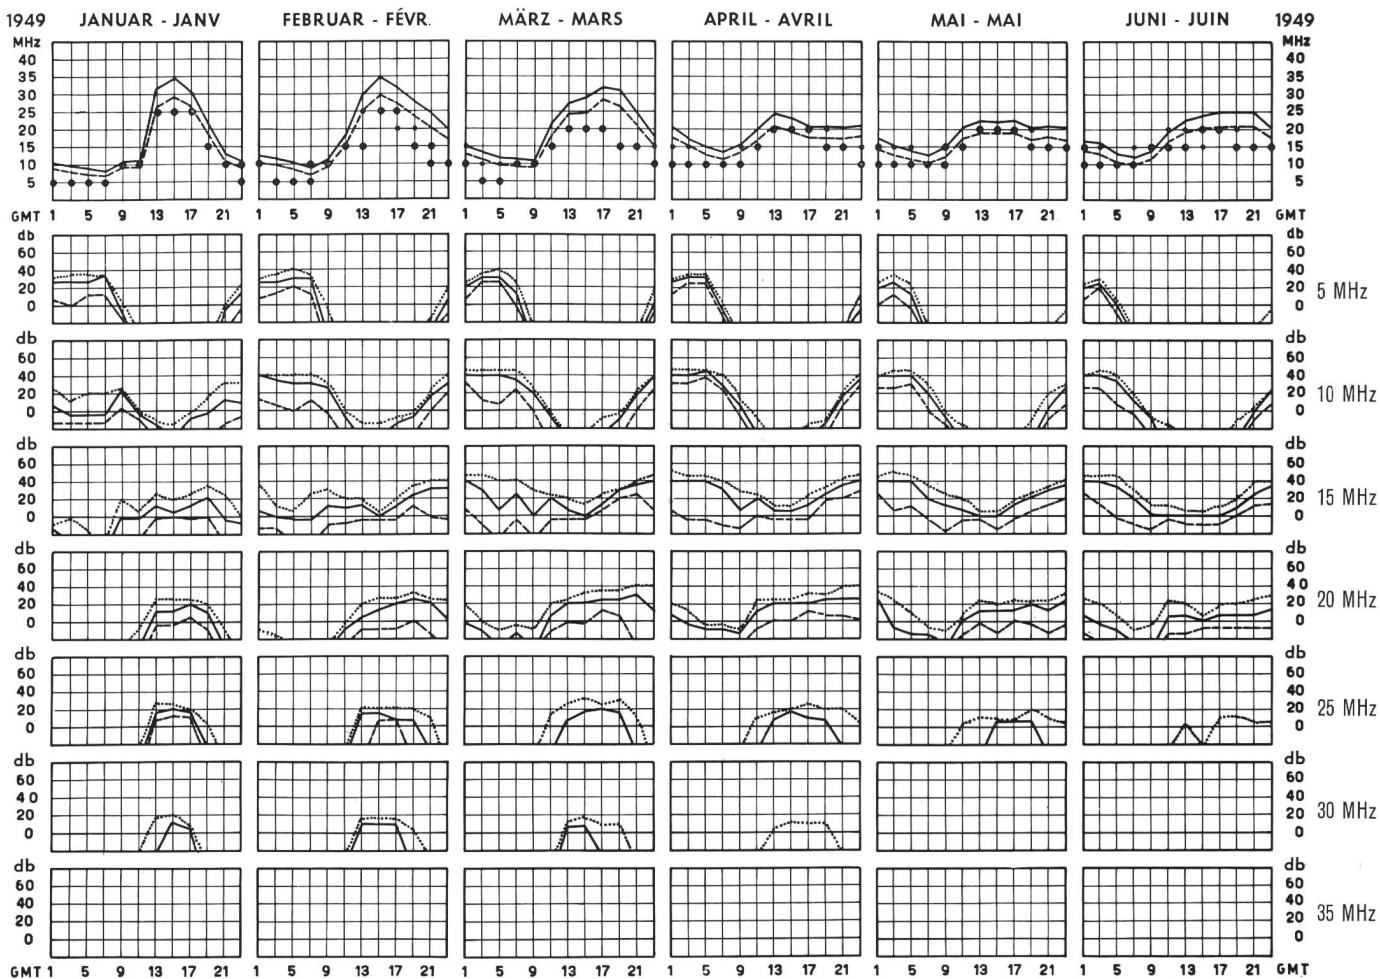 1949 JANUAR - JANV FEBRUAR - FÉVR. MÄRZ - MARS APRIL - AVRIL MAI - MAI JUNI - JUIN 1949
MHz MHz
40 40
35 35
30 30
25 25
20 20
15 15
10 10
5 5
GMT 1 5 9 13 17 21 1 5 9 13 17 21 1 5 9 13 17 21 1 5 9 13 17 21 1 5 9 13 17 21 1 5 9 13 17 21 GMT
db db
60 60
40 40
20 20
0 0
5 MHz
db db
60 60
40 40
20 20
0 0
10 MHz
db db
60 60
40 40
20 20
0 0
15 MHz
db db
60 60
40 40
20 20
0 0
20 MHz
db db
60 60
40 40
20 20
0 0
25 MHz
db db
60 60
40 40
20 20
0 0
30 MHz
db db
60 60
40 40
20 20
0 0
35 MHz
GMT 1 5 9 13 17 21 1 5 9 13 17 21 1 5 9 13 17 21 1 5 9 13 17 21 1 5 9 13 17 21 1 5 9 13 17 21 GMT